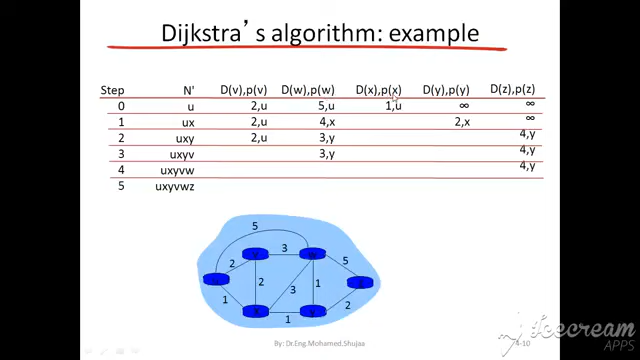 Dijkstra's algorithm: example
Step N' D(v),p(v) D(w),p(w) D(x),p(x) D(y),p(y) D(z),p(z)
0 u 2,u 5,u 1,u ∞ ∞
1 ux 2,u 4,x 2,x ∞
2 uxy 2,u 3,y 4,y
3 uxyv 3,y 4,y
4 uxyvw 4,y
5 uxyvwz
5
v 3 w
2 5
u 2 3 1 z
1 2
x 1 y
By: Dr.Eng.Mohamed.Shujaa
4-10
Icecream
APPS